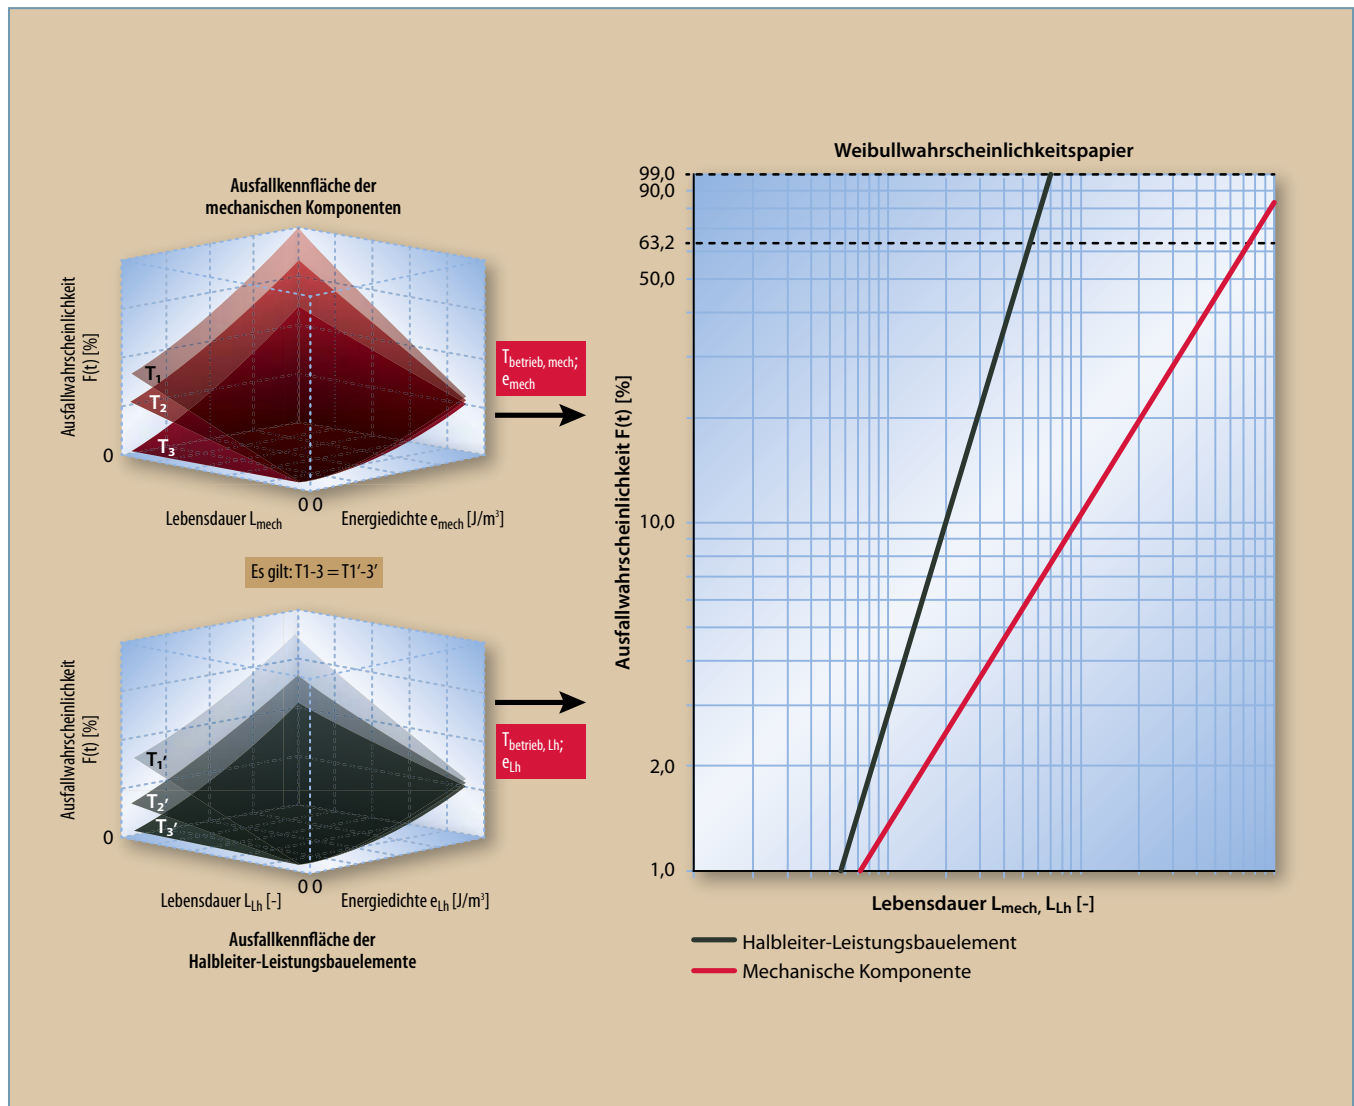 Ausfallkennfläche der
mechanischen Komponenten
Ausfallwahrscheinlichkeit
F(t) [%]
T1
T2
T3
0
0 0
Lebensdauer Lmech
Energiedichte emech [J/m³]
Tbetrieb, mech;
emech
Es gilt: T1-3 = T1‘-3‘
Ausfallwahrscheinlichkeit
F(t) [%]
T1‘
T2‘
T3‘
0
0 0
Lebensdauer LLh [-]
Energiedichte eLh [J/m³]
Ausfallkennfläche der
Halbleiter-Leistungsbauelemente
Tbetrieb, Lh;
eLh
Weibullwahrscheinlichkeitspapier
Ausfallwahrscheinlichkeit F(t) [%]
99,0
90,0
63,2
50,0
10,0
2,0
1,0
Lebensdauer Lmech, LLh [-]
Halbleiter-Leistungsbauelement
Mechanische Komponente